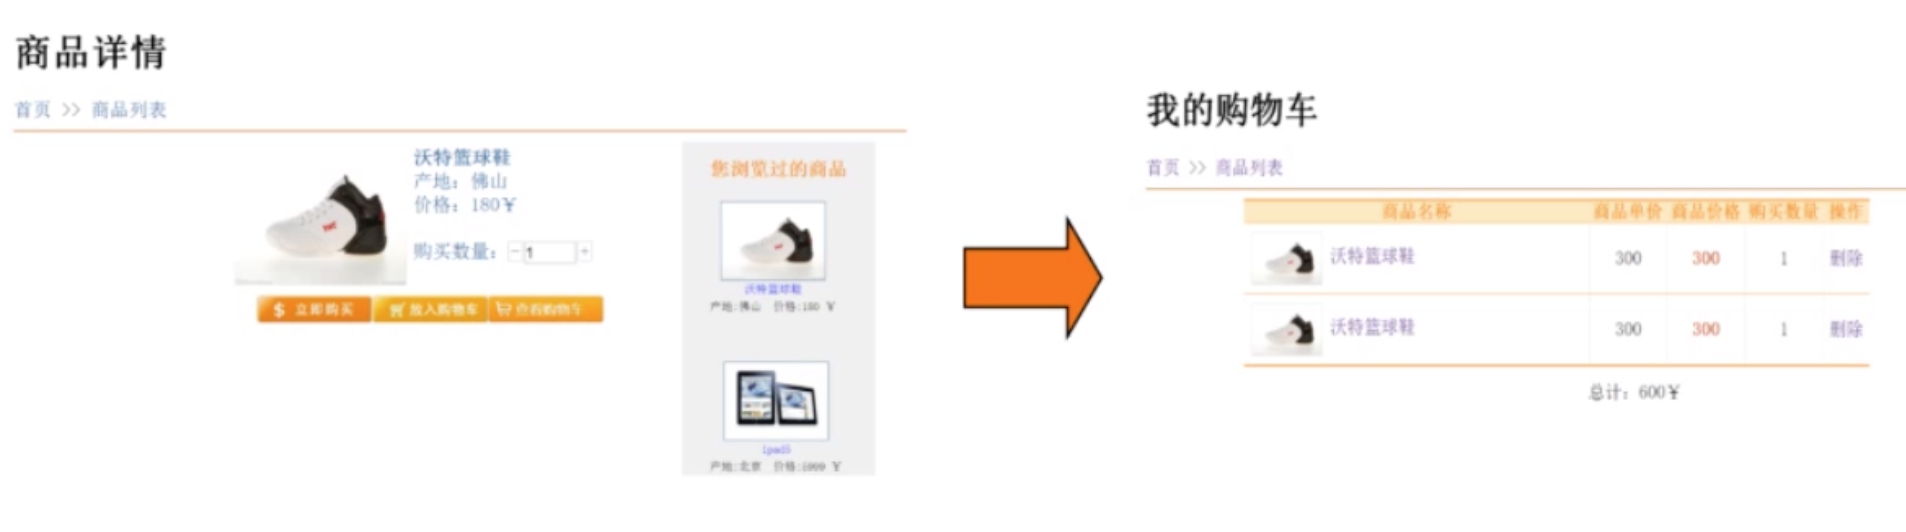 商品详情
首页 >> 商品列表
沃特篮球鞋
产地：佛山
价格：180￥
购买数量： - 1 +
$ 立即购买 放入购物车 查看购物车
您浏览过的商品
沃特篮球鞋
产地:佛山 价格:180 ￥
ipad5
产地:北京 价格:5999 ￥
我的购物车
首页 >> 商品列表
商品名称 商品单价 商品价格 购买数量 操作
沃特篮球鞋 300 300 1 删除
沃特篮球鞋 300 300 1 删除
总计：600￥